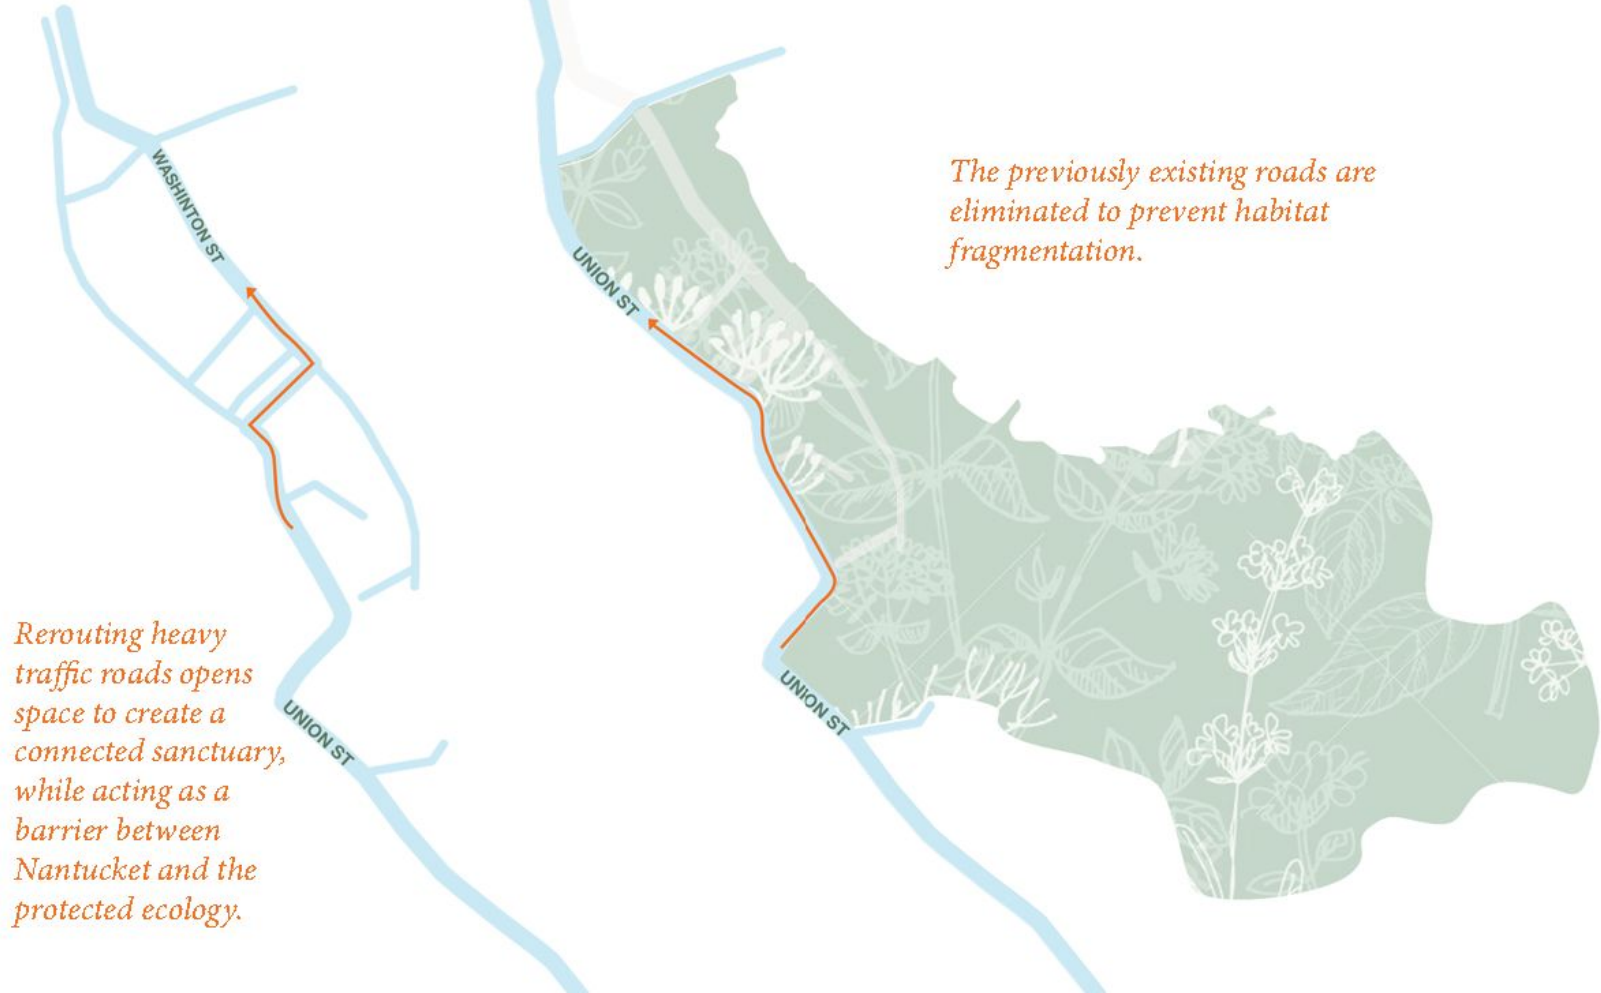 WASHINTON ST
UNION ST
The previously existing roads are
eliminated to prevent habitat
fragmentation.
Rerouting heavy
traffic roads opens
space to create a
connected sanctuary,
while acting as a
barrier between
Nantucket and the
protected ecology.
UNION ST
UNION ST